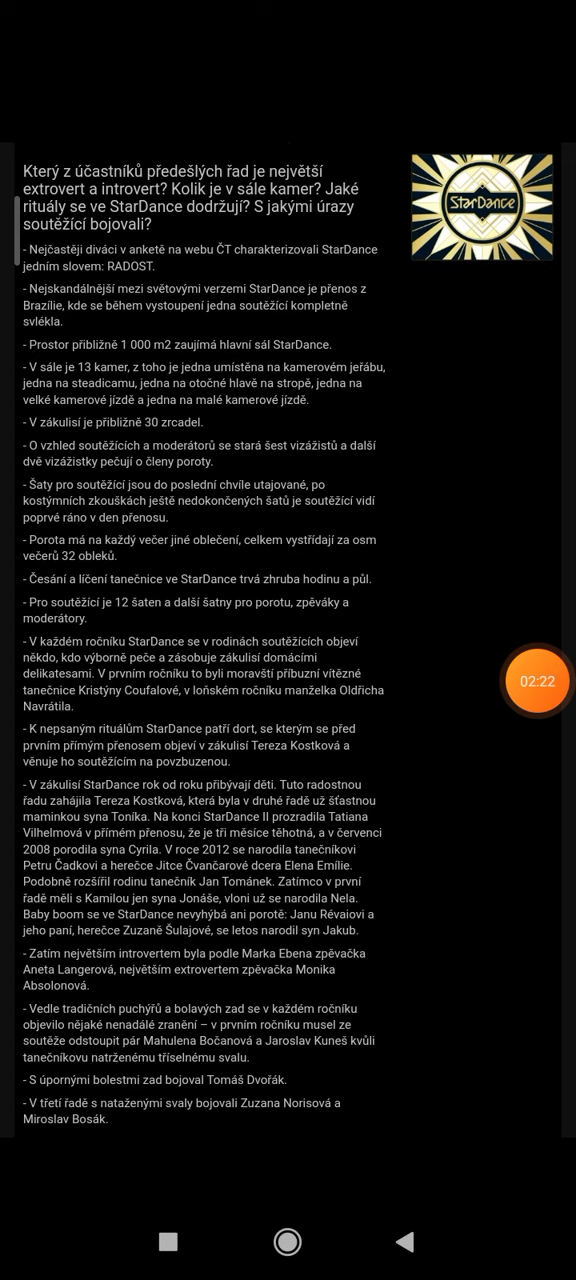 Který z účastníků předešlých řad je největší
extrovert a introvert? Kolik je v sále kamer? Jaké
rituály se ve StarDance dodržují? S jakými úrazy
soutěžící bojovali?
StarDance
- Nejčastěji diváci v anketě na webu ČT charakterizovali StarDance
jedním slovem: RADOST.
- Nejskandálnější mezi světovými verzemi StarDance je přenos z
Brazílie, kde se během vystoupení jedna soutěžící kompletně
svlékla.
- Prostor přibližně 1 000 m2 zaujímá hlavní sál StarDance.
- V sále je 13 kamer, z toho je jedna umístěna na kamerovém jeřábu,
jedna na steadicamu, jedna na otočné hlavě na stropě, jedna na
velké kamerové jízdě a jedna na malé kamerové jízdě.
- V zákulisí je přibližně 30 zrcadel.
- O vzhled soutěžících a moderátorů se stará šest vizážistů a další
dvě vizážistky pečují o členy poroty.
- Šaty pro soutěžící jsou do poslední chvíle utajované, po
kostýmních zkouškách ještě nedokončených šatů je soutěžící vidí
poprvé ráno v den přenosu.
- Porota má na každý večer jiné oblečení, celkem vystřídají za osm
večerů 32 obleků.
- Česání a líčení tanečnice ve StarDance trvá zhruba hodinu a půl.
- Pro soutěžící je 12 šaten a další šatny pro porotu, zpěváky a
moderátory.
- V každém ročníku StarDance se v rodinách soutěžících objeví
někdo, kdo výborně peče a zásobuje zákulisí domácími
delikatesami. V prvním ročníku to byli moravští příbuzní vítězné
tanečnice Kristýny Coufalové, v loňském ročníku manželka Oldřicha
Navrátila.
- K nepsaným rituálům StarDance patří dort, se kterým se před
prvním přímým přenosem objeví v zákulisí Tereza Kostková a
věnuje ho soutěžícím na povzbuzenou.
- V zákulisí StarDance rok od roku přibývají děti. Tuto radostnou
řadu zahájila Tereza Kostková, která byla v druhé řadě už šťastnou
maminkou syna Toníka. Na konci StarDance II prozradila Tatiana
Vilhelmová v přímém přenosu, že je tři měsíce těhotná, a v červenci
2008 porodila syna Cyrila. V roce 2012 se narodila tanečníkovi
Petru Čadkovi a herečce Jitce Čvančarové dcera Elena Emílie.
Podobně rozšířil rodinu tanečník Jan Tománek. Zatímco v první
řadě měli s Kamilou jen syna Jonáše, vloni už se narodila Nela.
Baby boom se ve StarDance nevyhýbá ani porotě: Janu Révaiovi a
jeho paní, herečce Zuzaně Šulajové, se letos narodil syn Jakub.
- Zatím největším introvertem byla podle Marka Ebena zpěvačka
Aneta Langerová, největším extrovertem zpěvačka Monika
Absolonová.
- Vedle tradičních puchýřů a bolavých zad se v každém ročníku
objevilo nějaké nenadálé zranění – v prvním ročníku musel ze
soutěže odstoupit pár Mahulena Bočanová a Jaroslav Kuneš kvůli
tanečníkovu natrženému tříselnému svalu.
- S úpornými bolestmi zad bojoval Tomáš Dvořák.
- V třetí řadě s nataženými svaly bojovali Zuzana Norisová a
Miroslav Bosák.
02:22